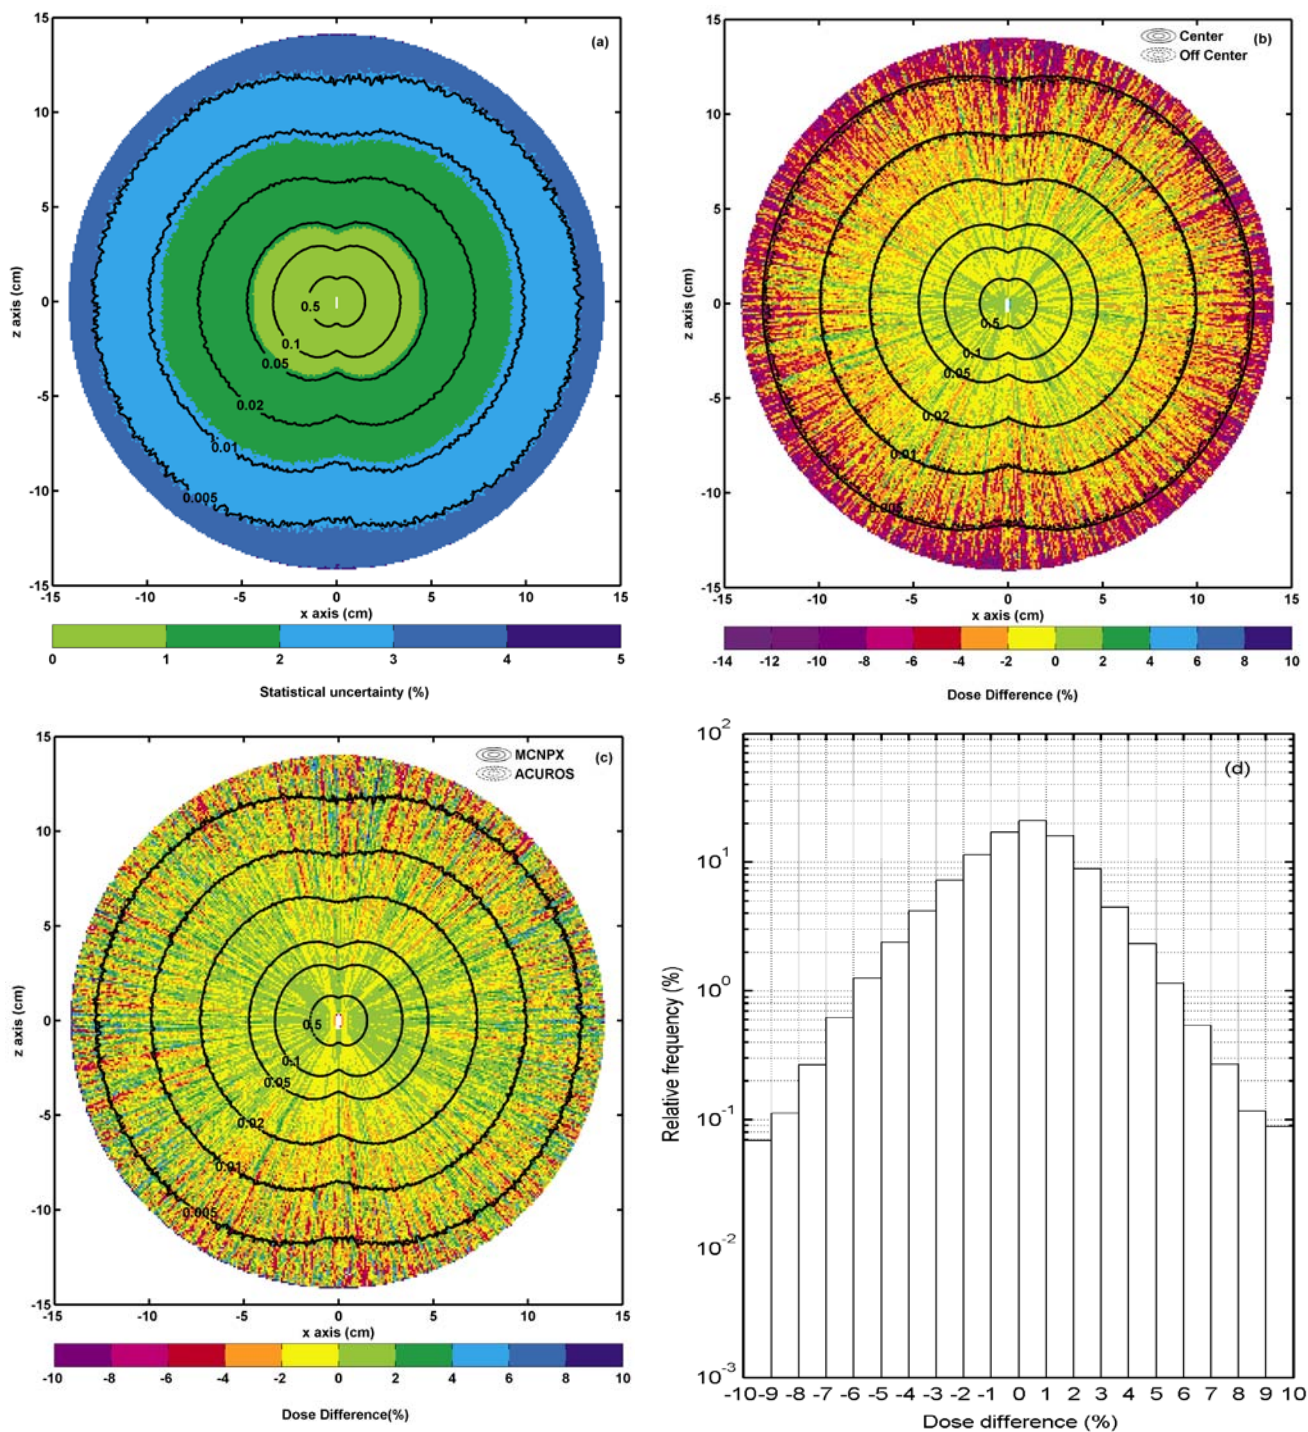 (a)
15
10
5
0
-5
-10
-15
z axis (cm)
0.5
0.1
0.05
0.02
0.01
0.005
-15 -10 -5 0 5 10 15
x axis (cm)
0 1 2 3 4 5
Statistical uncertainty (%)
(b)
Center
Off Center
15
10
5
0
-5
-10
-15
z axis (cm)
0.5
0.1
0.05
0.02
0.01
0.005
-15 -10 -5 0 5 10 15
x axis (cm)
-14 -12 -10 -8 -6 -4 -2 0 2 4 6 8 10
Dose Difference (%)
(c)
MCNPX
ACUROS
15
10
5
0
-5
-10
-15
z axis (cm)
0.5
0.1
0.05
0.02
0.01
0.005
-15 -10 -5 0 5 10 15
x axis (cm)
-10 -8 -6 -4 -2 0 2 4 6 8 10
Dose Difference(%)
(d)
10^2
10^1
10^0
10^-1
10^-2
10^-3
Relative frequency (%)
-10 -9 -8 -7 -6 -5 -4 -3 -2 -1 0 1 2 3 4 5 6 7 8 9 10
Dose difference (%)